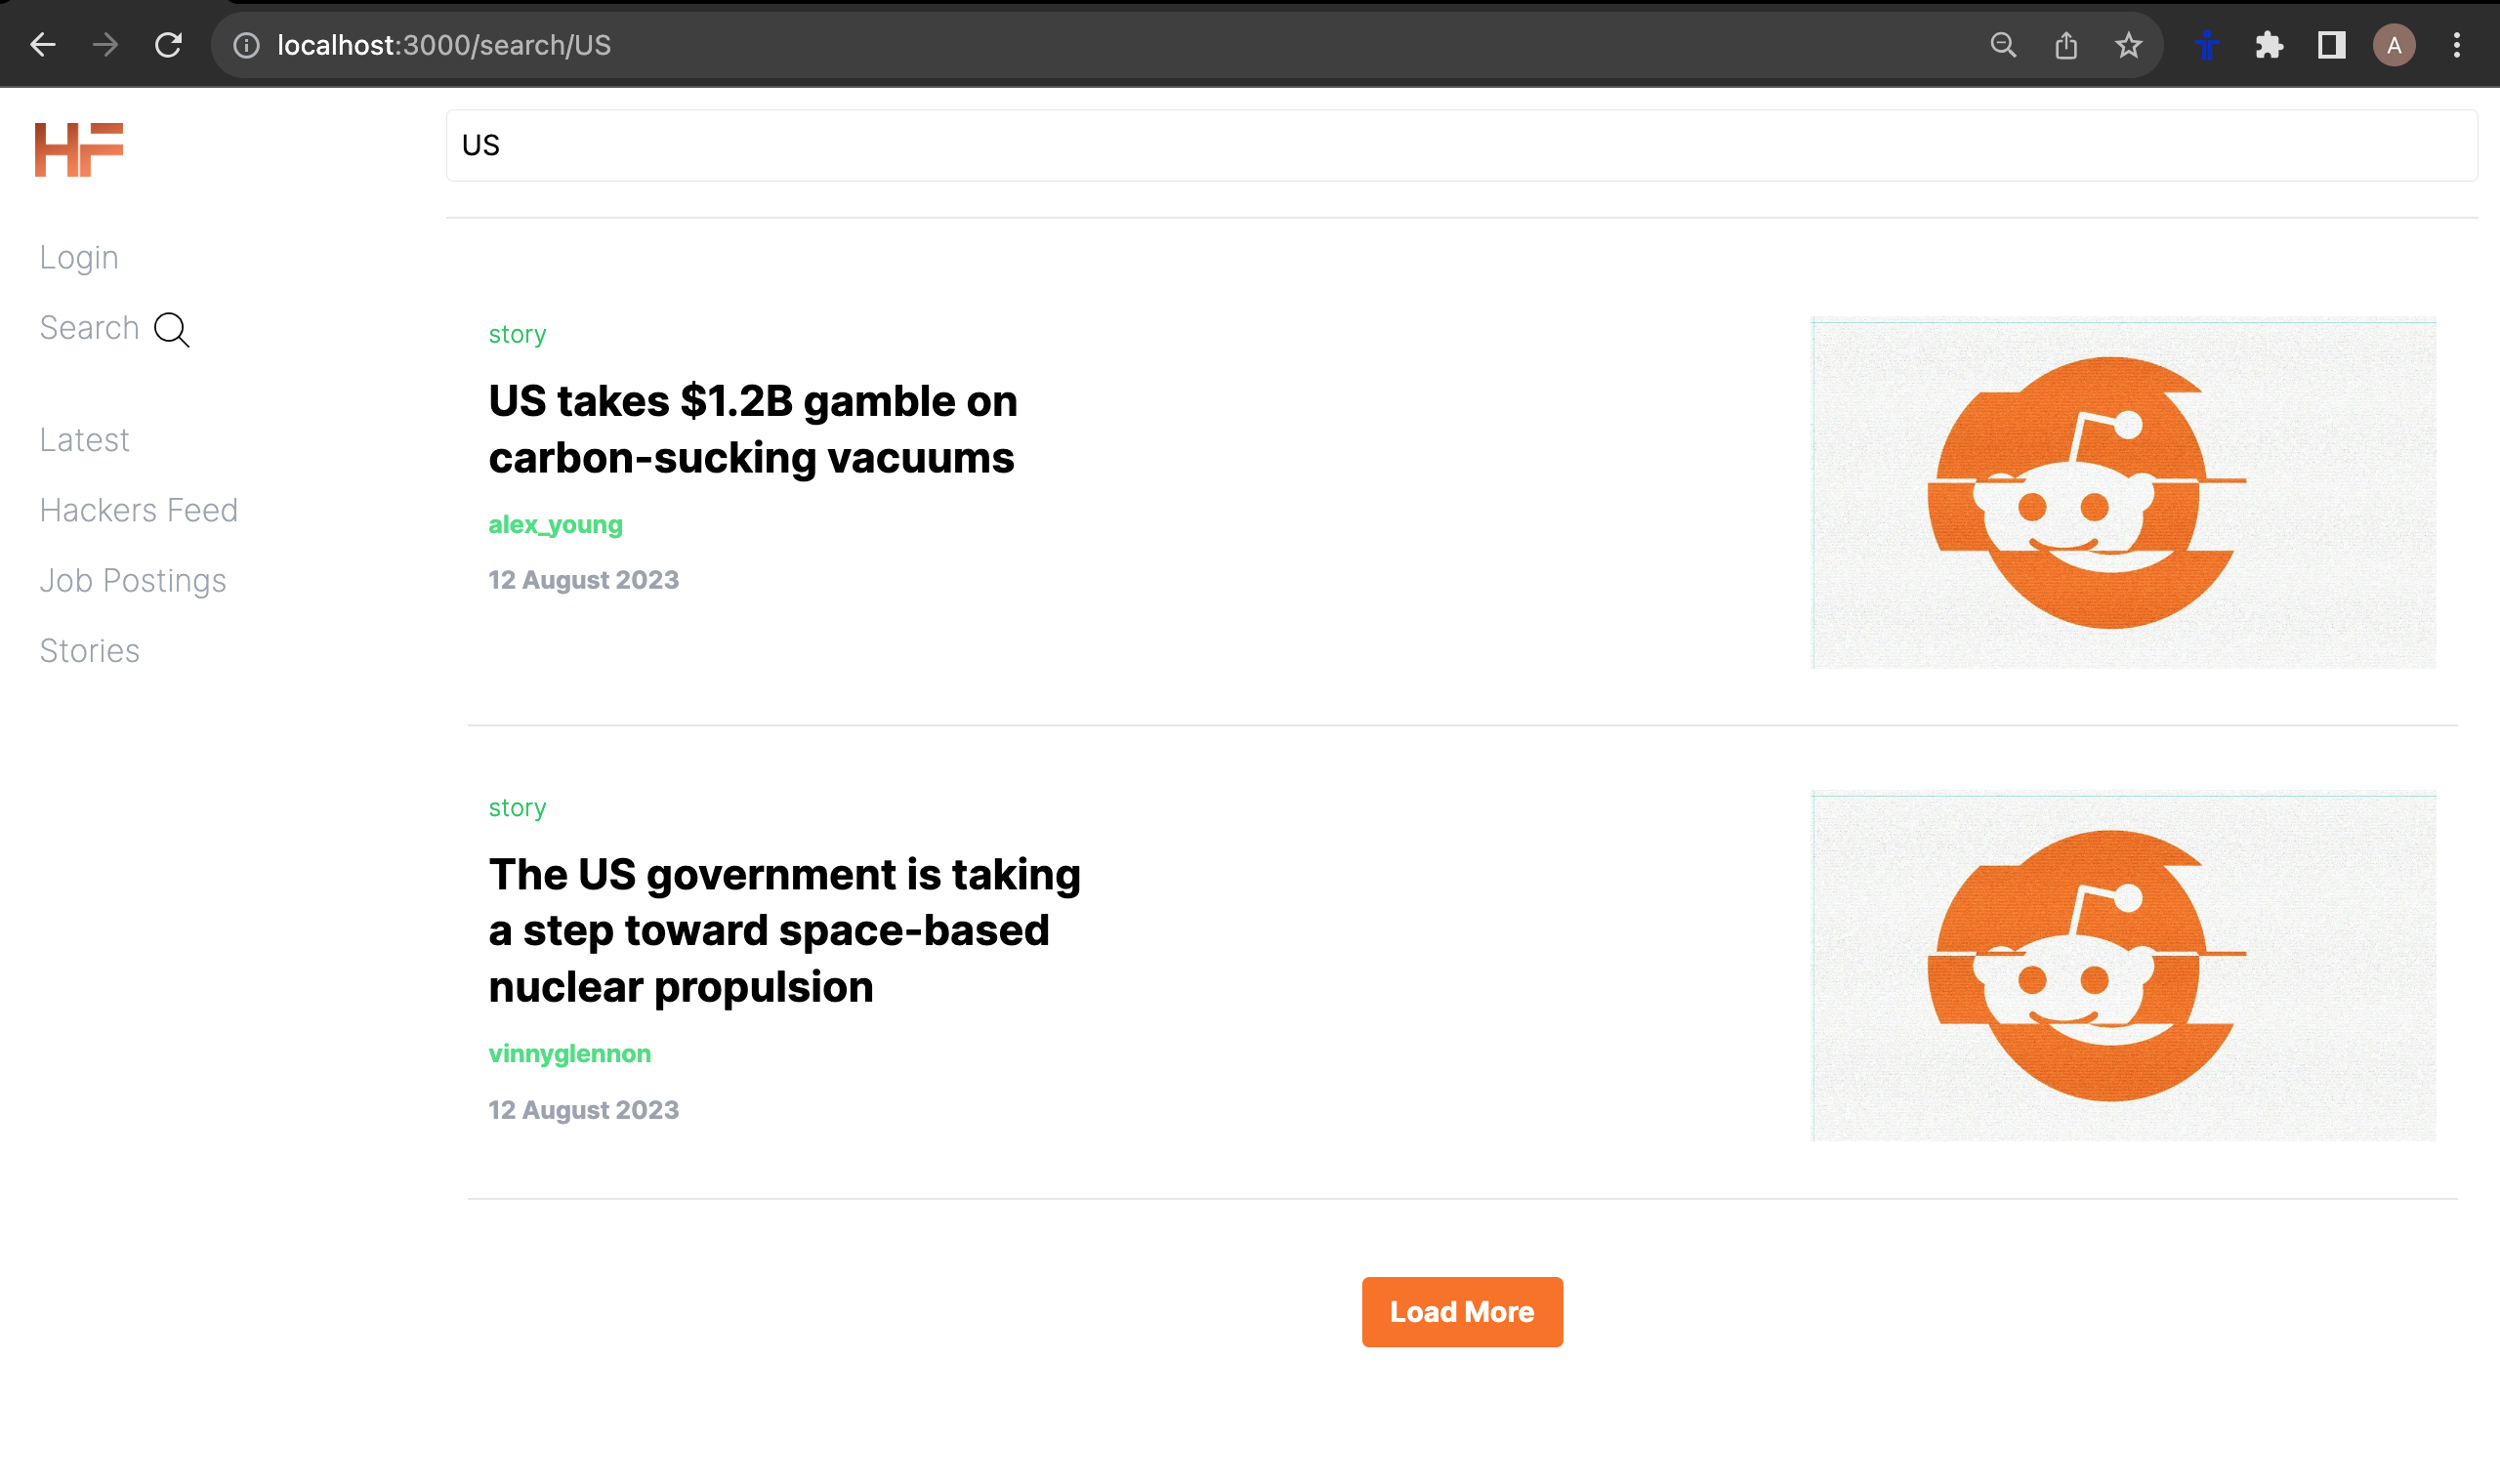 localhost:3000/search/US
A
HF
US
Login
Search
Latest
Hackers Feed
Job Postings
Stories
story
US takes $1.2B gamble on
carbon-sucking vacuums
alex_young
12 August 2023
story
The US government is taking
a step toward space-based
nuclear propulsion
vinnyglennon
12 August 2023
Load More